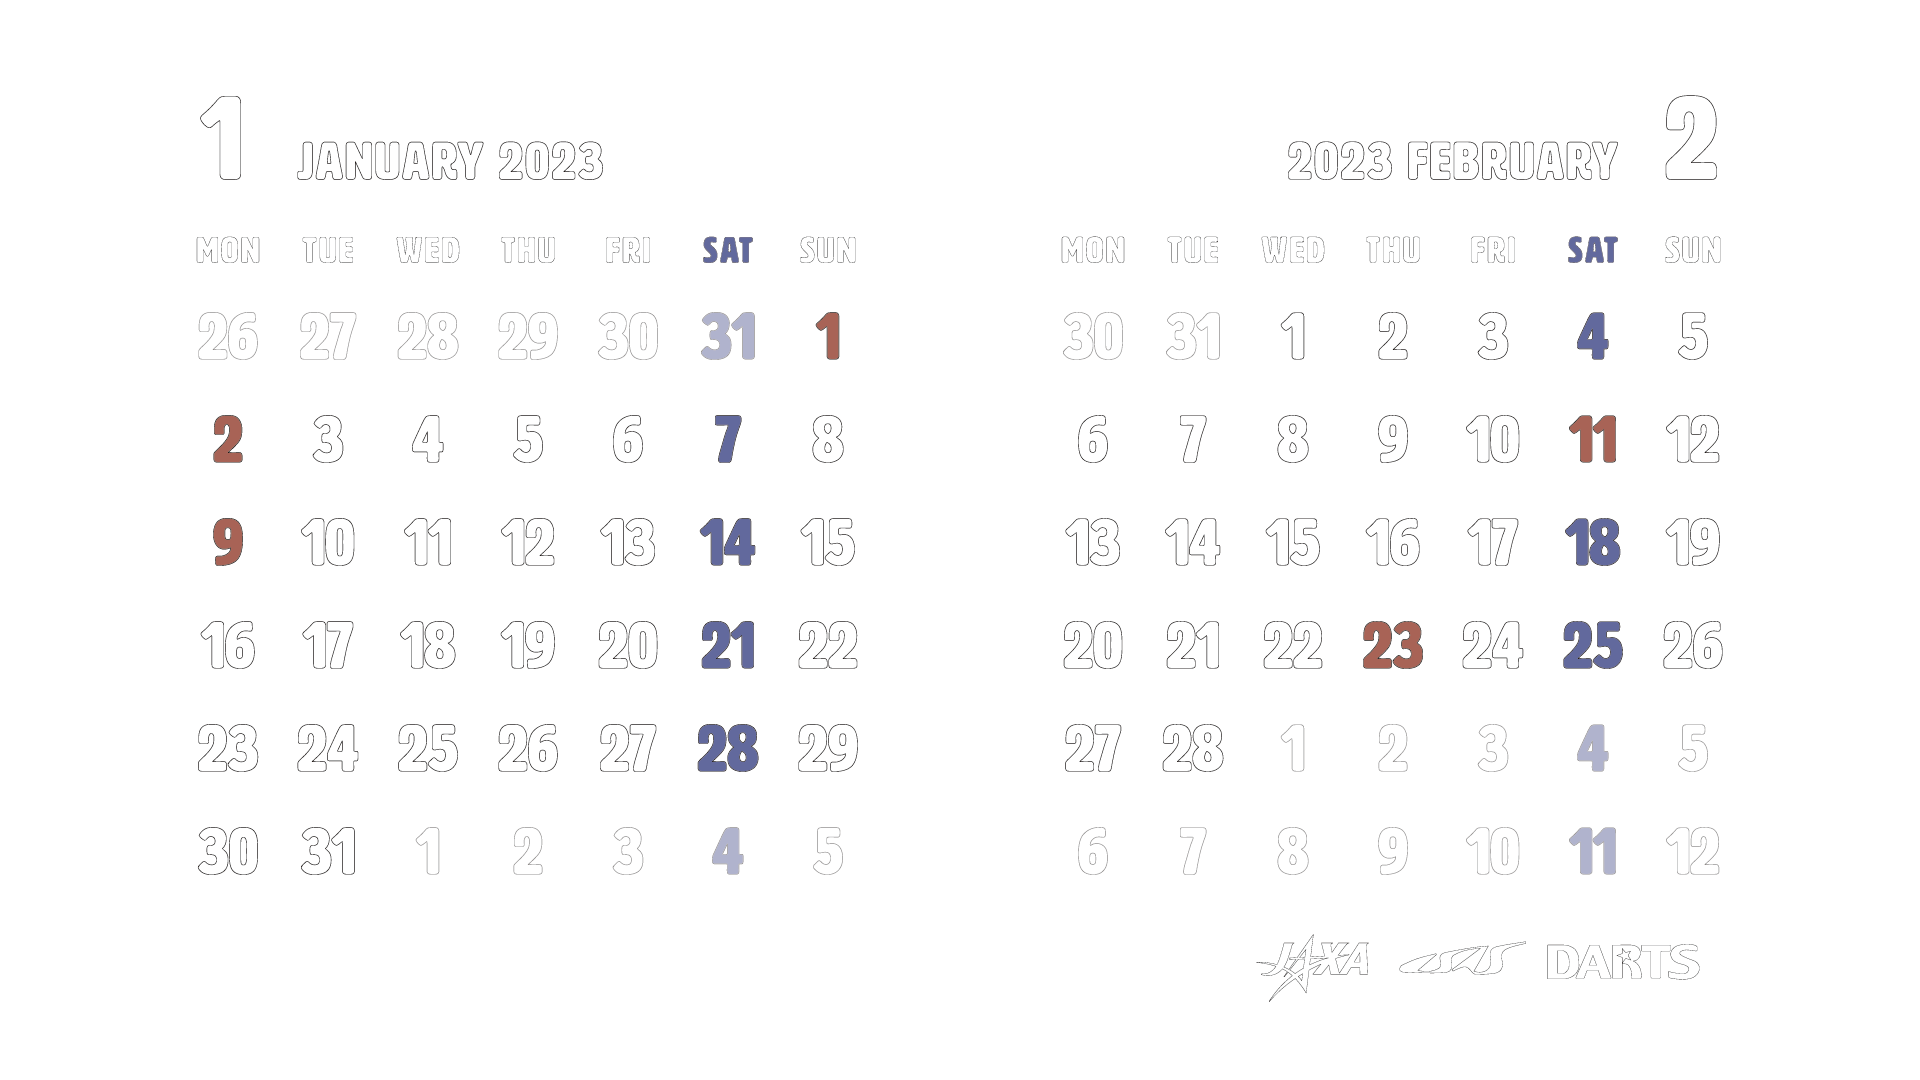 1 JANUARY 2023
MON TUE WED THU FRI SAT SUN
26 27 28 29 30 31 1
2 3 4 5 6 7 8
9 10 11 12 13 14 15
16 17 18 19 20 21 22
23 24 25 26 27 28 29
30 31 1 2 3 4 5
2023 FEBRUARY 2
MON TUE WED THU FRI SAT SUN
30 31 1 2 3 4 5
6 7 8 9 10 11 12
13 14 15 16 17 18 19
20 21 22 23 24 25 26
27 28 1 2 3 4 5
6 7 8 9 10 11 12
JAXA ISAS DARTS